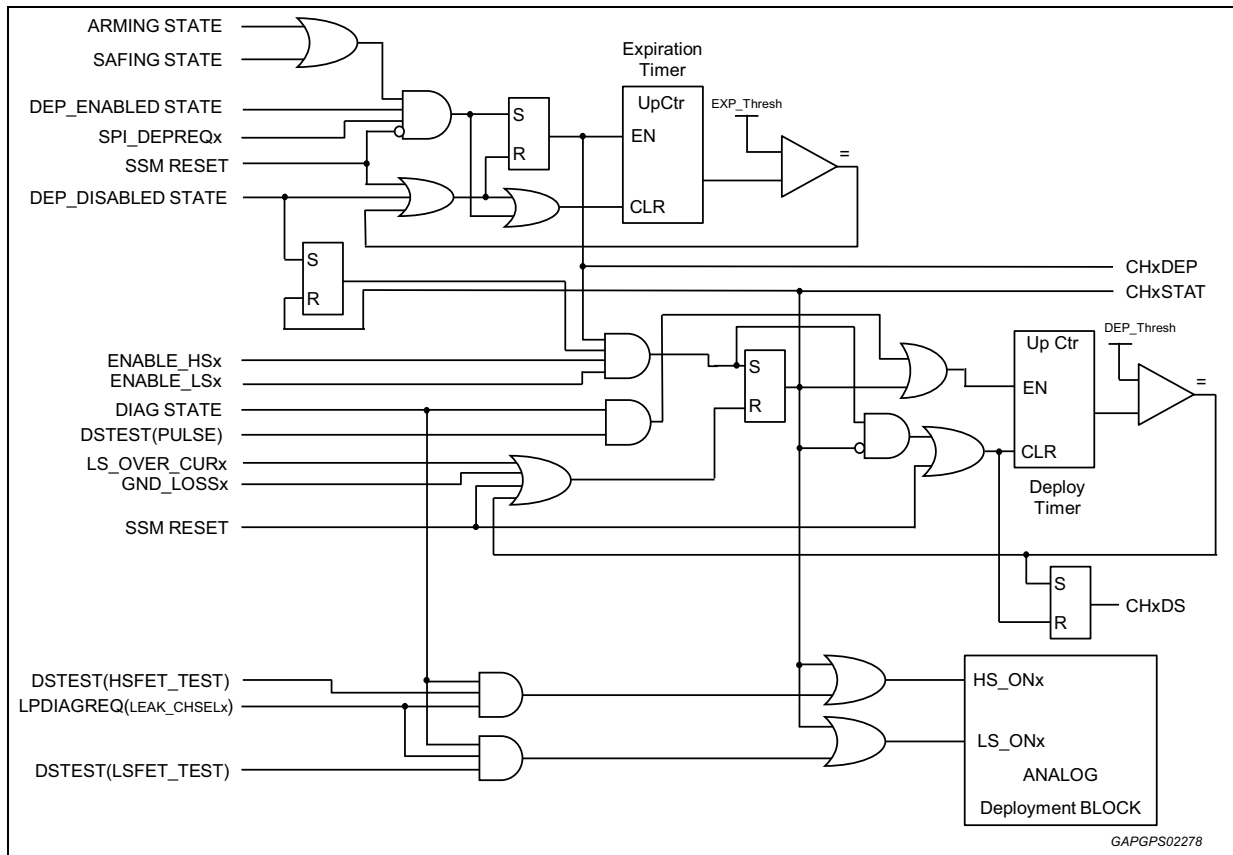 ARMING STATE
SAFING STATE
DEP_ENABLED STATE
SPI_DEPREQx
SSM RESET
DEP_DISABLED STATE
Expiration
Timer
UpCtr
EN
CLR
S
R
EXP_Thresh
=
S
R
CHxDEP
CHxSTAT
ENABLE_HSx
ENABLE_LSx
DIAG STATE
DSTEST(PULSE)
LS_OVER_CURx
GND_LOSSx
SSM RESET
S
R
Up Ctr
EN
CLR
Deploy
Timer
DEP_Thresh
=
S
R
CHxDS
DSTEST(HSFET_TEST)
LPDIAGREQ(LEAK_CHSELx)
DSTEST(LSFET_TEST)
HS_ONx
LS_ONx
ANALOG
Deployment BLOCK
GAPGPS02278